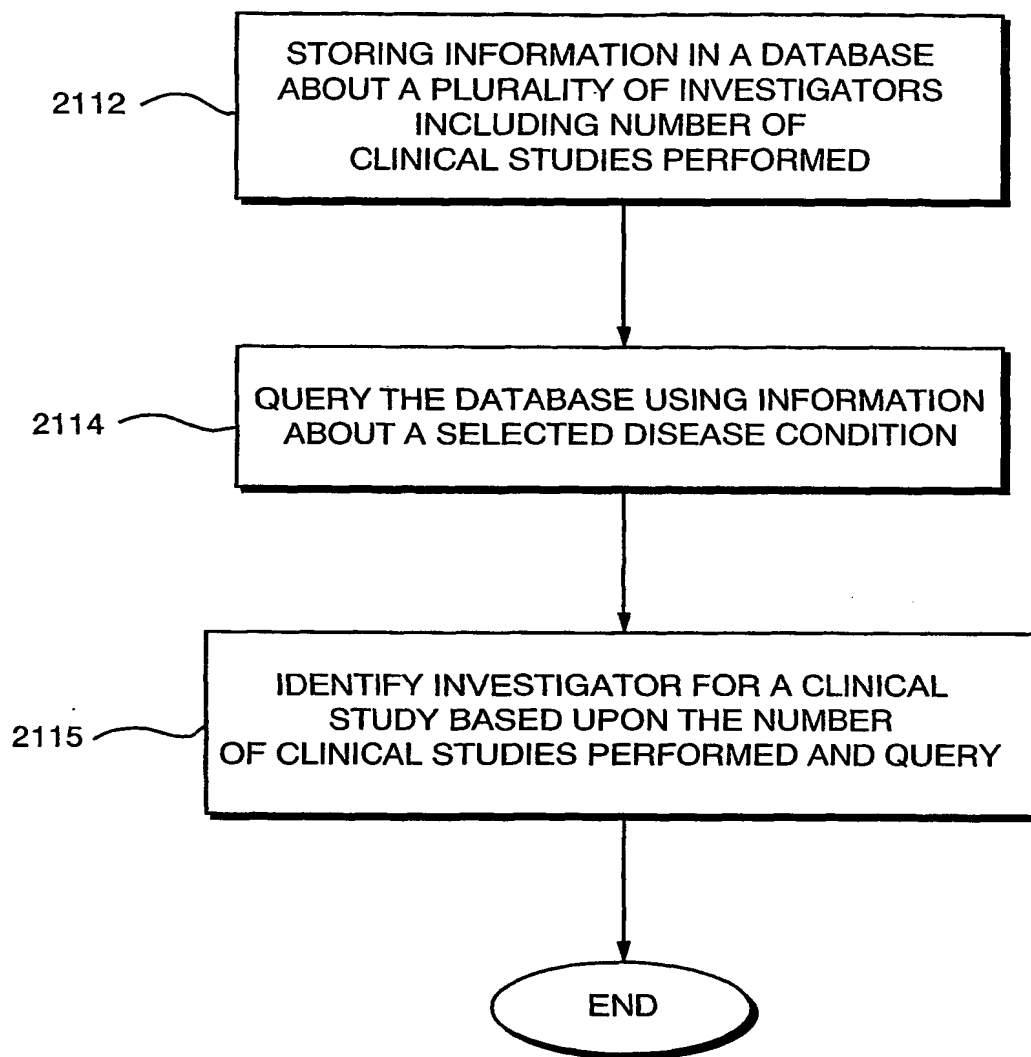 2112
STORING INFORMATION IN A DATABASE
ABOUT A PLURALITY OF INVESTIGATORS
INCLUDING NUMBER OF
CLINICAL STUDIES PERFORMED
2114
QUERY THE DATABASE USING INFORMATION
ABOUT A SELECTED DISEASE CONDITION
2115
IDENTIFY INVESTIGATOR FOR A CLINICAL
STUDY BASED UPON THE NUMBER
OF CLINICAL STUDIES PERFORMED AND QUERY
END